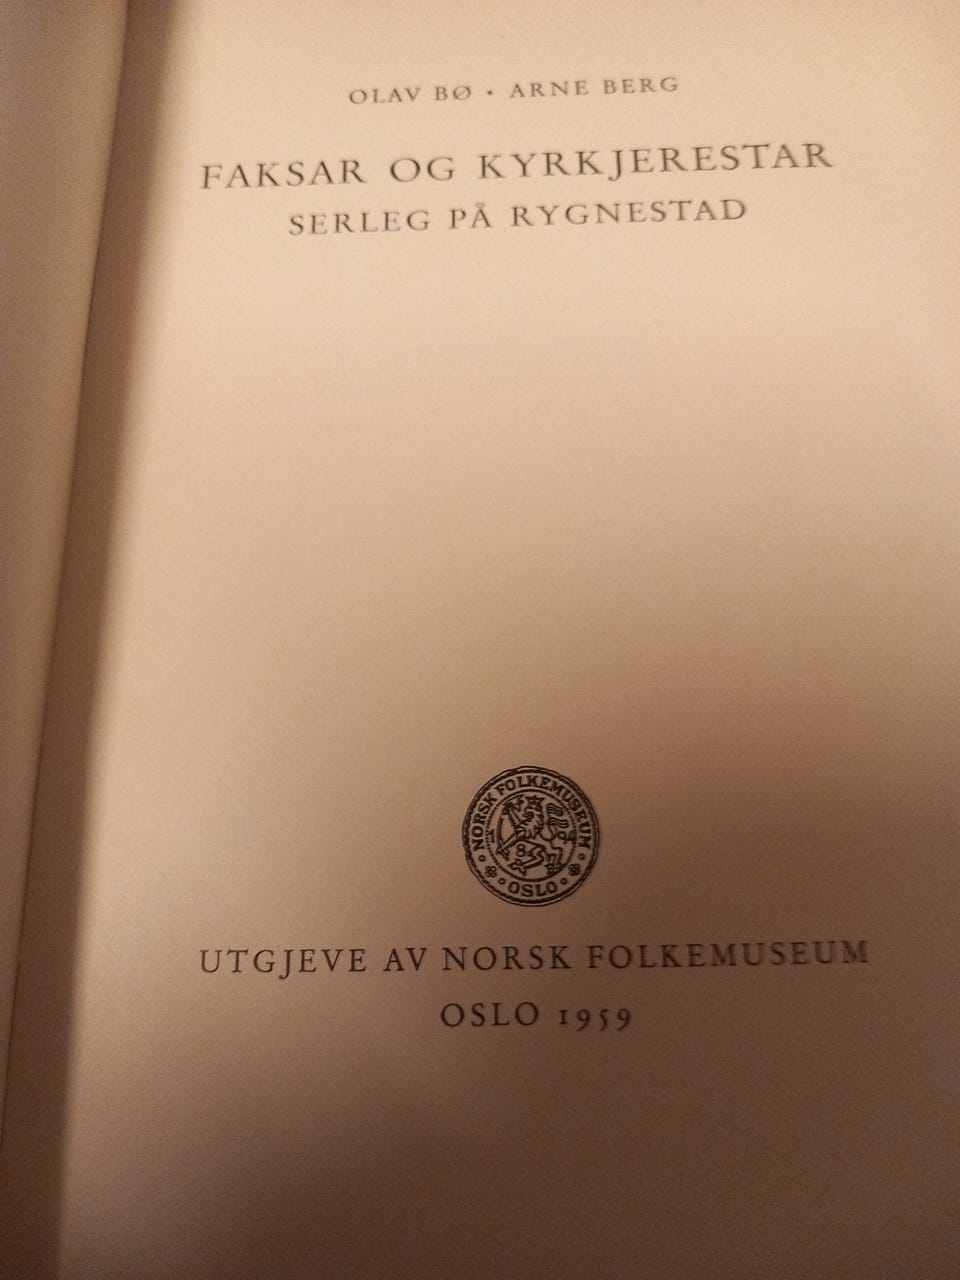 OLAV BØ · ARNE BERG
FAKSAR OG KYRKJERESTAR
SERLEG PÅ RYGNESTAD
NORSK FOLKEMUSEUM
1894
· OSLO ·
UTGJEVE AV NORSK FOLKEMUSEUM
OSLO 1959